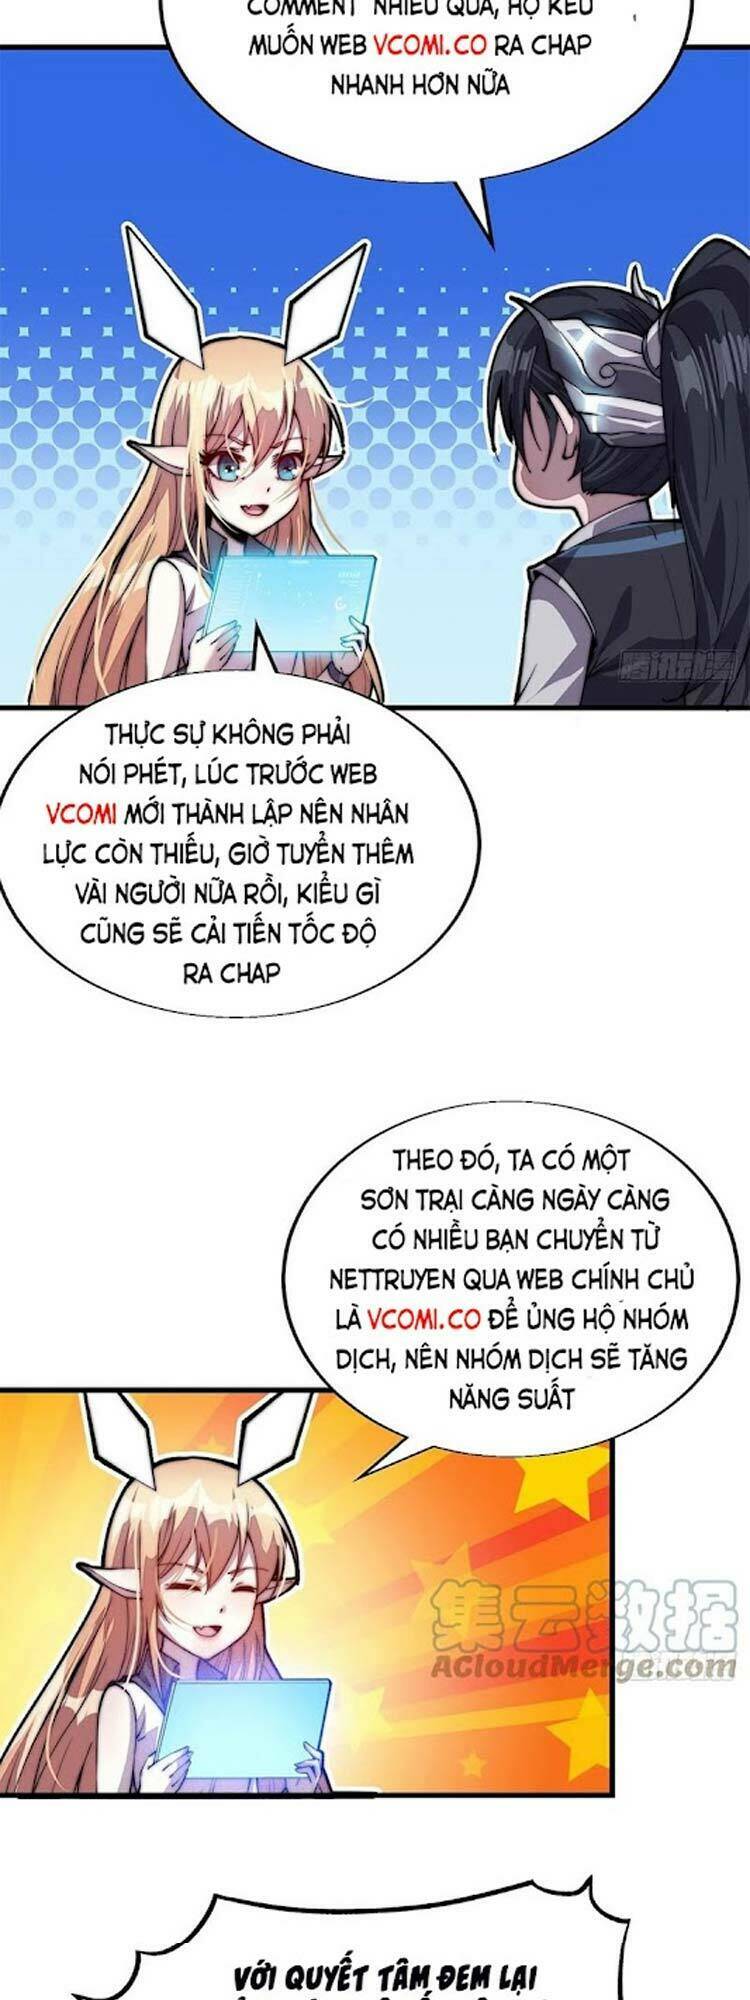 COMMENT NHIỀU QUÁ, HỌ KÊU
MUỐN WEB VCOMI.CO RA CHAP
NHANH HƠN NỮA
腾讯动漫
THỰC SỰ KHÔNG PHẢI
NÓI PHÉT, LÚC TRƯỚC WEB
VCOMI MỚI THÀNH LẬP NÊN NHÂN
LỰC CÒN THIẾU, GIỜ TUYỂN THÊM
VÀI NGƯỜI NỮA RỒI, KIỂU GÌ
CŨNG SẼ CẢI TIẾN TỐC ĐỘ
RA CHAP
THEO ĐÓ, TA CÓ MỘT
SƠN TRẠI CÀNG NGÀY CÀNG
CÓ NHIỀU BẠN CHUYỂN TỪ
NETTRUYEN QUA WEB CHÍNH CHỦ
LÀ VCOMI.CO ĐỂ ỦNG HỘ NHÓM
DỊCH, NÊN NHÓM DỊCH SẼ TĂNG
NĂNG SUẤT
集云数据
ACloudMerge.com
VỚI QUYẾT TÂM ĐEM LẠI